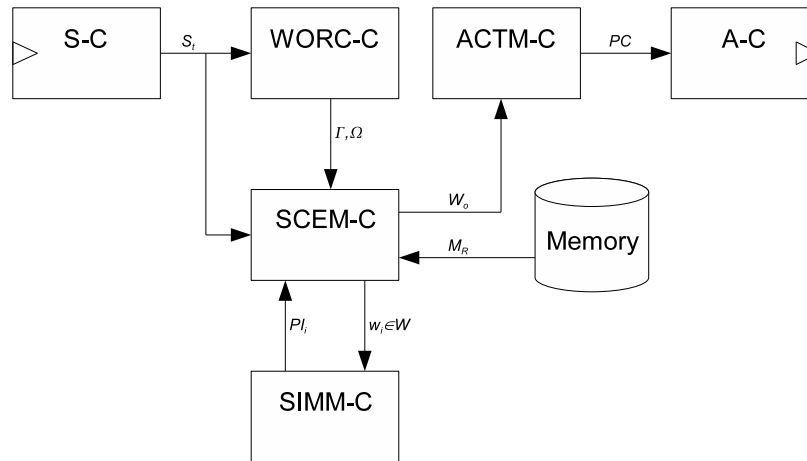 S-C
S_t
WORC-C
ACTM-C
PC
A-C
Γ,Ω
SCEM-C
W_o
M_R
Memory
PI_i
w_i∈W
SIMM-C